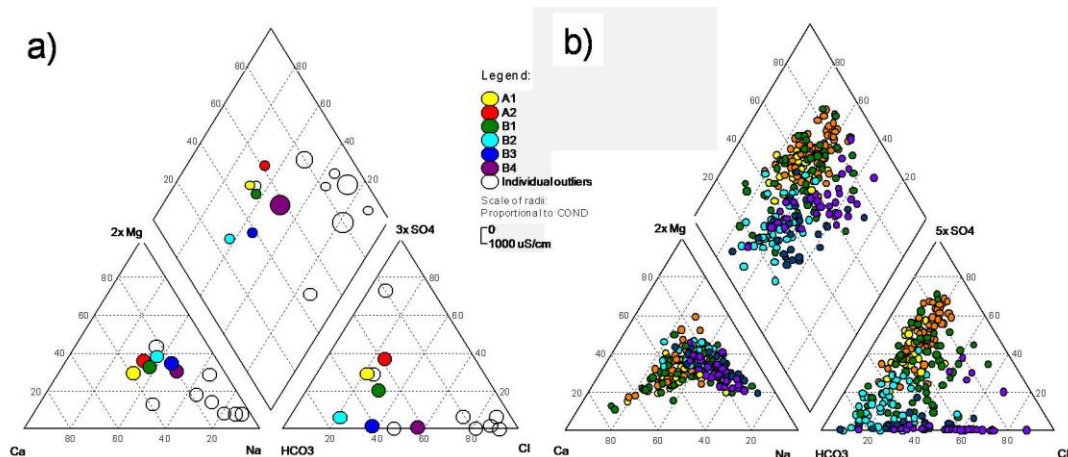 a)
b)
80
80
60
60
40
40
20
20
Legend:
A1
A2
B1
B2
B3
B4
Individual outliers
Scale of radii:
Proportional to COND
0
1000 uS/cm
80
80
60
60
40
40
20
20
2x Mg
3x SO4
2x Mg
5x SO4
80
80
80
80
60
60
60
60
40
40
40
40
20
20
20
20
Ca
80
60
40
20
Na
HCO3
20
40
60
80
Cl
Ca
80
60
40
20
Na
HCO3
20
40
60
80
Cl